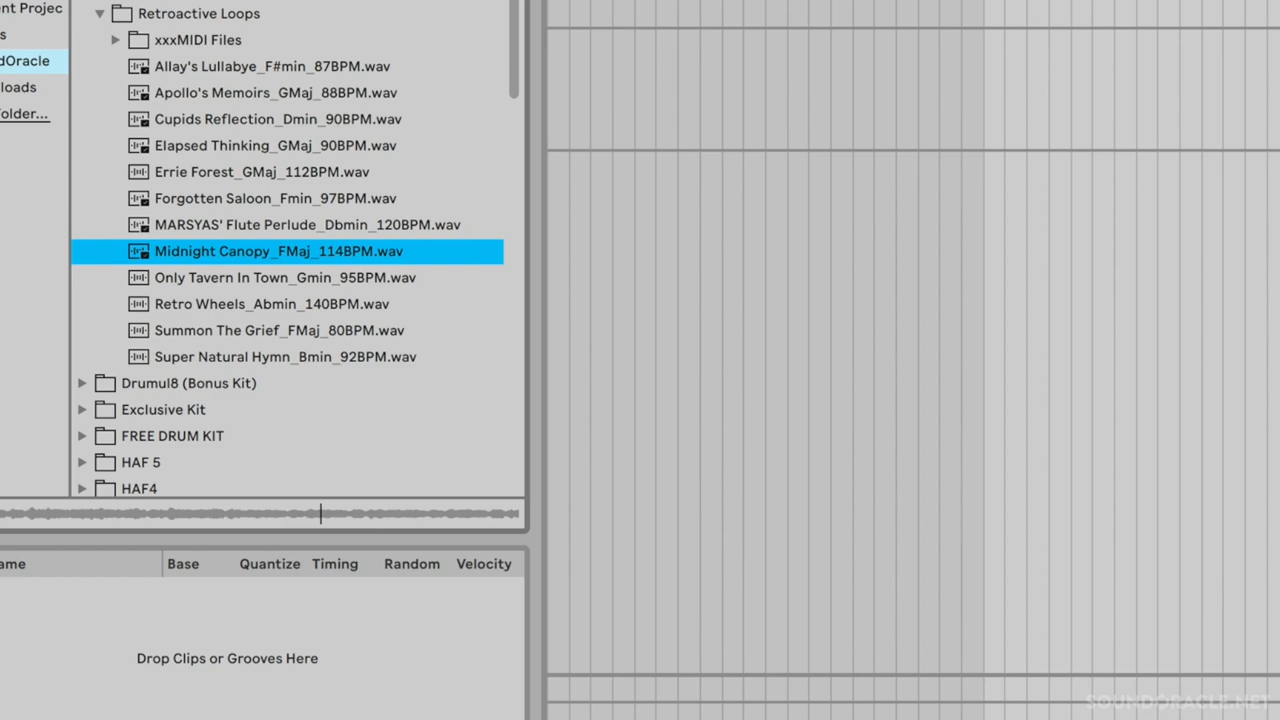 ent Projec
Retroactive Loops
s
xxxMIDI Files
dOracle
Allay's Lullabye_F#min_87BPM.wav
loads
Apollo's Memoirs_GMaj_88BPM.wav
Folder...
Cupids Reflection_Dmin_90BPM.wav
Elapsed Thinking_GMaj_90BPM.wav
Errie Forest_GMaj_112BPM.wav
Forgotten Saloon_Fmin_97BPM.wav
MARSYAS' Flute Perlude_Dbmin_120BPM.wav
Midnight Canopy_FMaj_114BPM.wav
Only Tavern In Town_Gmin_95BPM.wav
Retro Wheels_Abmin_140BPM.wav
Summon The Grief_FMaj_80BPM.wav
Super Natural Hymn_Bmin_92BPM.wav
Drumul8 (Bonus Kit)
Exclusive Kit
FREE DRUM KIT
HAF 5
HAF4
ame Base Quantize Timing Random Velocity
Drop Clips or Grooves Here
SOUNDORACLE.NET